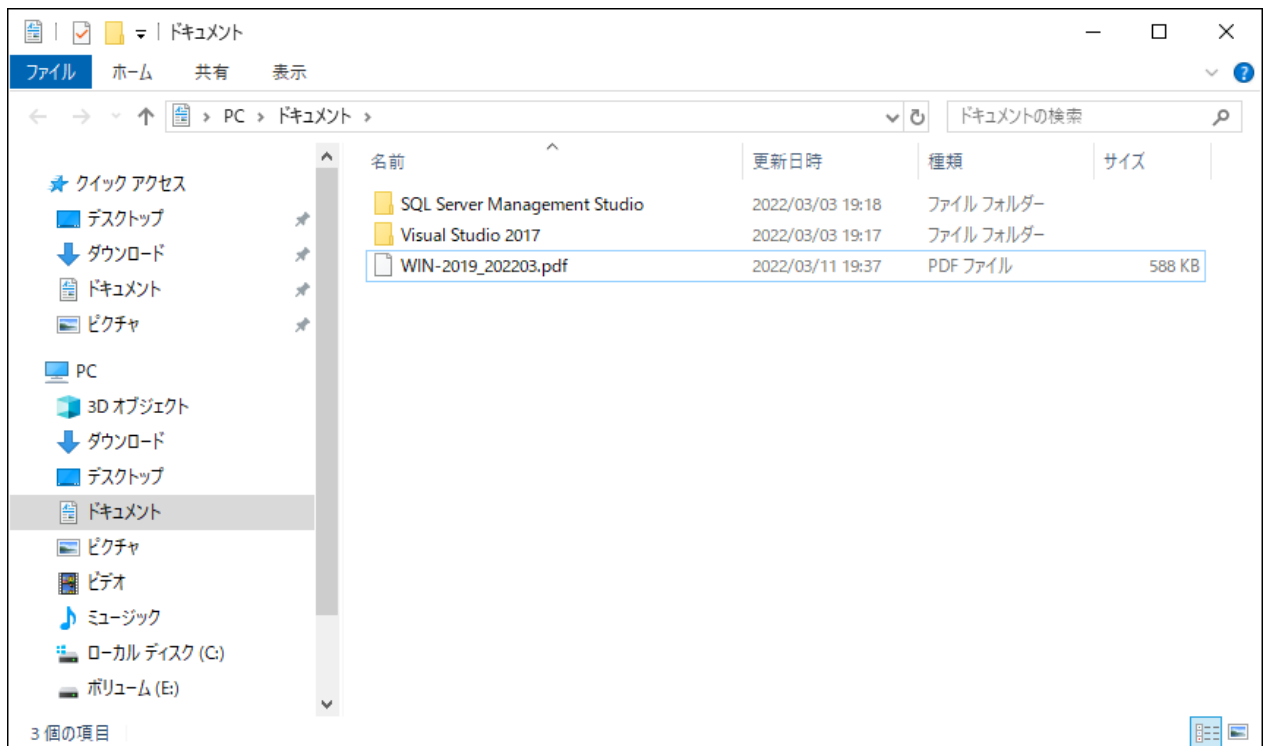 ドキュメント
ファイル ホーム 共有 表示
PC ドキュメント ドキュメントの検索
クイック アクセス
デスクトップ
ダウンロード
ドキュメント
ピクチャ
PC
3D オブジェクト
ダウンロード
デスクトップ
ドキュメント
ピクチャ
ビデオ
ミュージック
ローカル ディスク (C:)
ボリューム (E:)
名前 更新日時 種類 サイズ
SQL Server Management Studio 2022/03/03 19:18 ファイル フォルダー
Visual Studio 2017 2022/03/03 19:17 ファイル フォルダー
WIN-2019_202203.pdf 2022/03/11 19:37 PDF ファイル 588 KB
3 個の項目